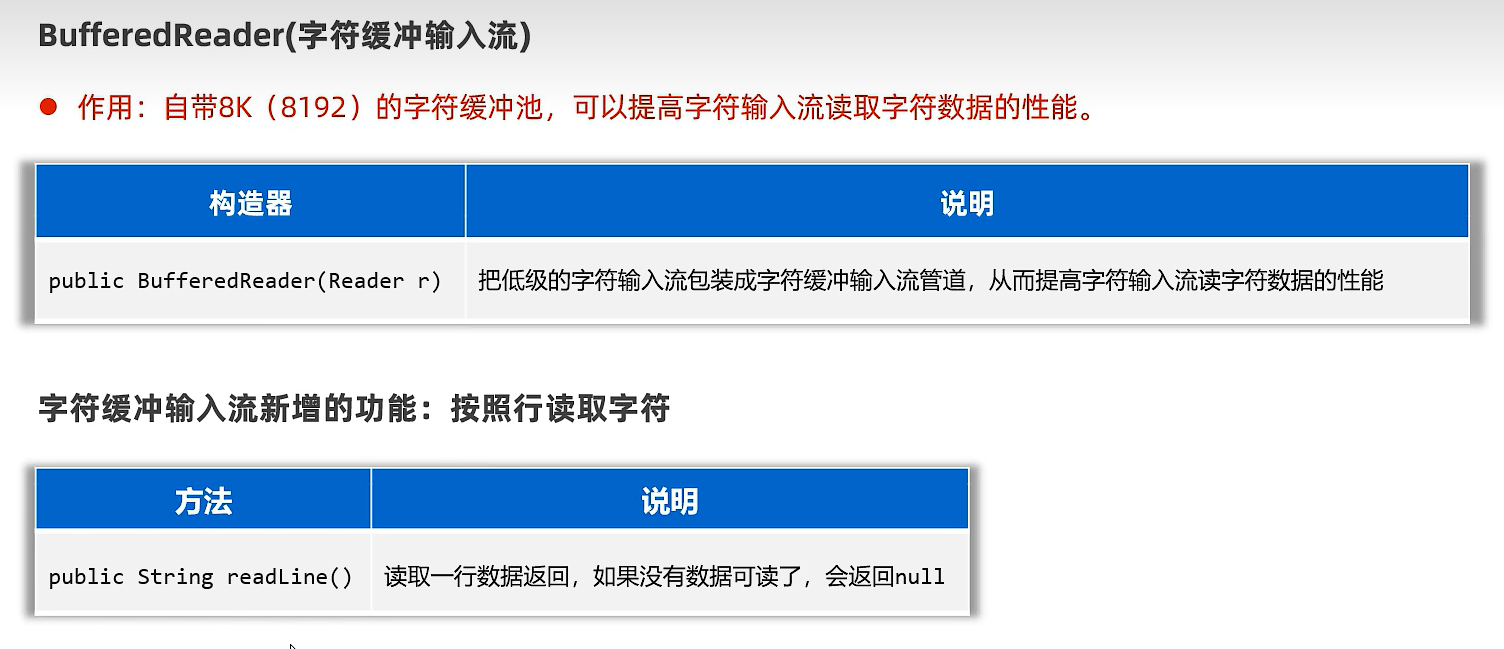 BufferedReader(字符缓冲输入流)
作用：自带8K（8192）的字符缓冲池，可以提高字符输入流读取字符数据的性能。
构造器 说明
public BufferedReader(Reader r) 把低级的字符输入流包装成字符缓冲输入流管道，从而提高字符输入流读字符数据的性能
字符缓冲输入流新增的功能：按照行读取字符
方法 说明
public String readLine() 读取一行数据返回，如果没有数据可读了，会返回null